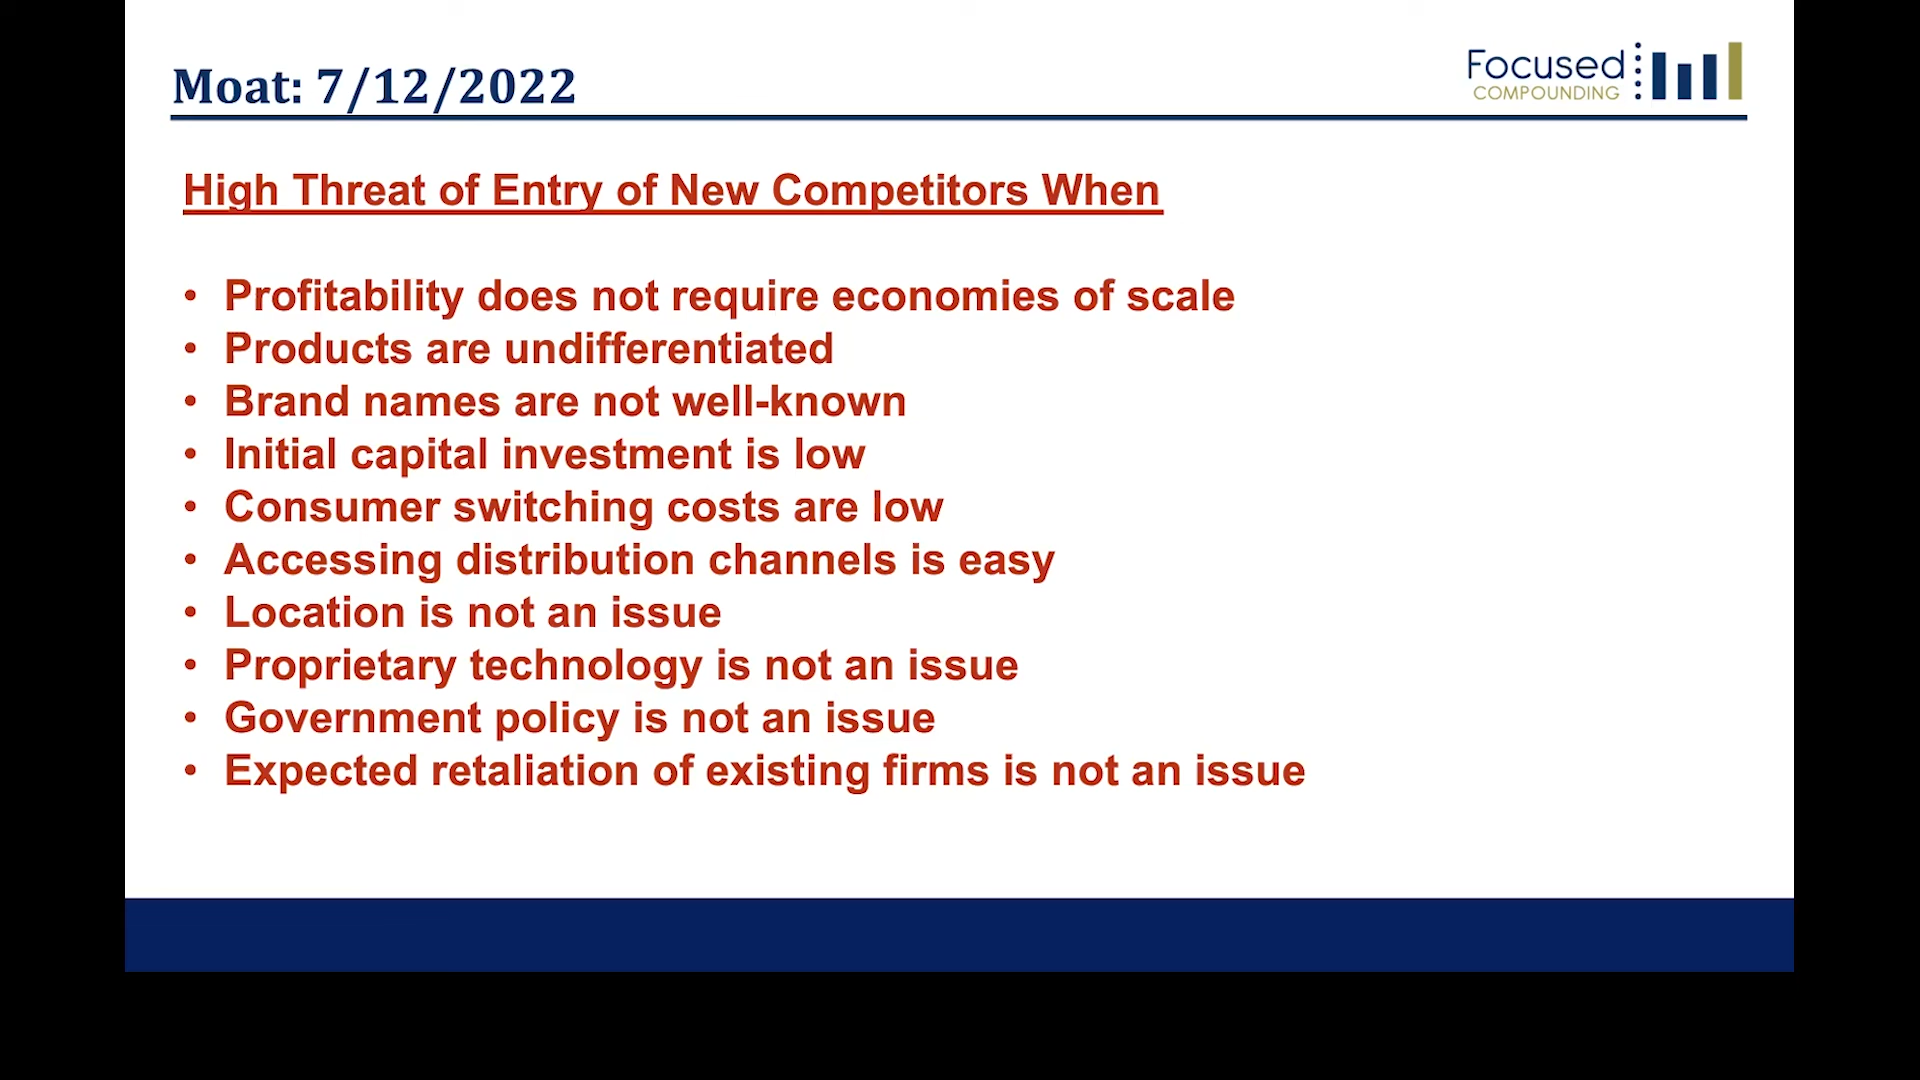 Moat: 7/12/2022
Focused
COMPOUNDING
High Threat of Entry of New Competitors When
• Profitability does not require economies of scale
• Products are undifferentiated
• Brand names are not well-known
• Initial capital investment is low
• Consumer switching costs are low
• Accessing distribution channels is easy
• Location is not an issue
• Proprietary technology is not an issue
• Government policy is not an issue
• Expected retaliation of existing firms is not an issue